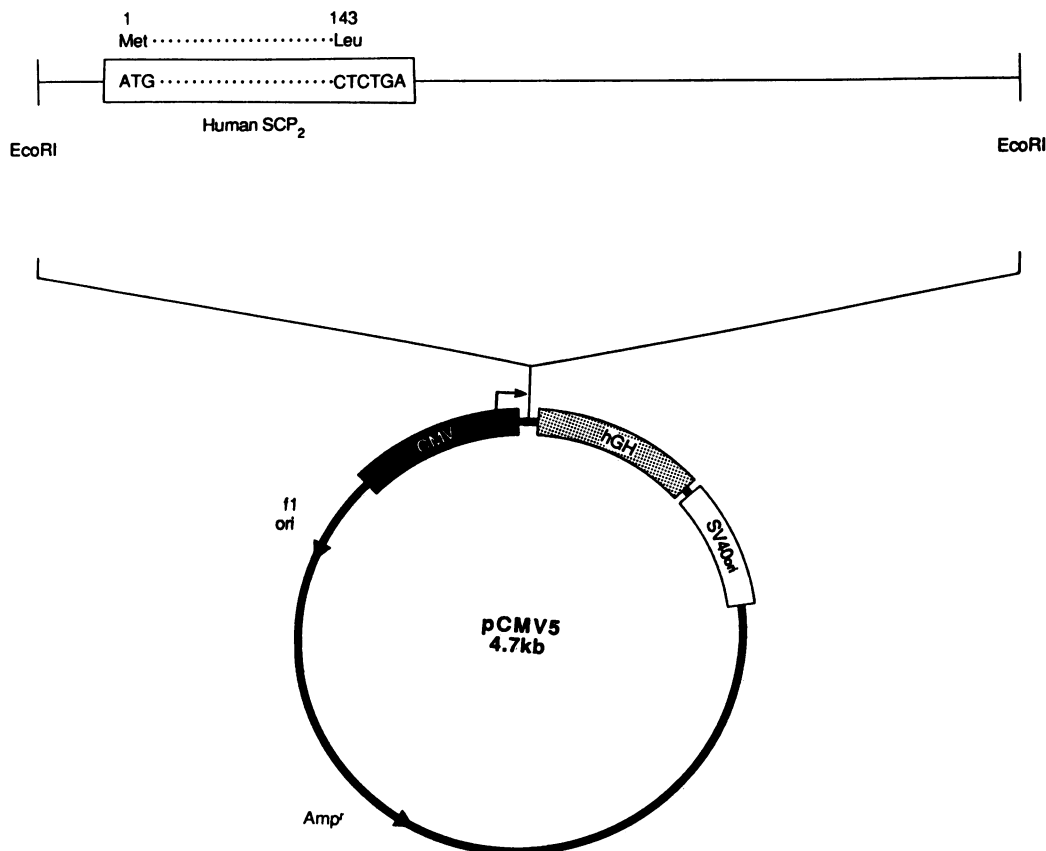 1 143
Met.....................Leu
ATG...................CTCTGA
Human SCP2
EcoRI EcoRI
CMV
hGH
f1
ori
SV40ori
pCMV5
4.7kb
Ampr